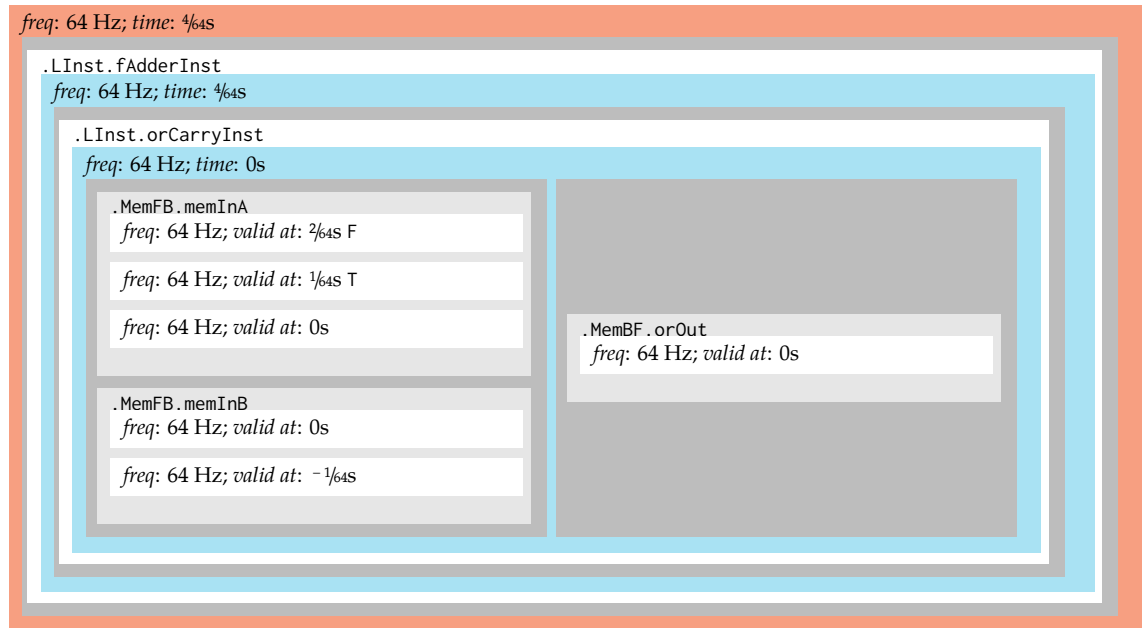 freq: 64 Hz; time: 4/64s
.LInst.fAdderInst
freq: 64 Hz; time: 4/64s
.LInst.orCarryInst
freq: 64 Hz; time: 0s
.MemFB.memInA
freq: 64 Hz; valid at: 2/64s F
freq: 64 Hz; valid at: 1/64s T
freq: 64 Hz; valid at: 0s
.MemFB.memInB
freq: 64 Hz; valid at: 0s
freq: 64 Hz; valid at: −1/64s
.MemBF.orOut
freq: 64 Hz; valid at: 0s